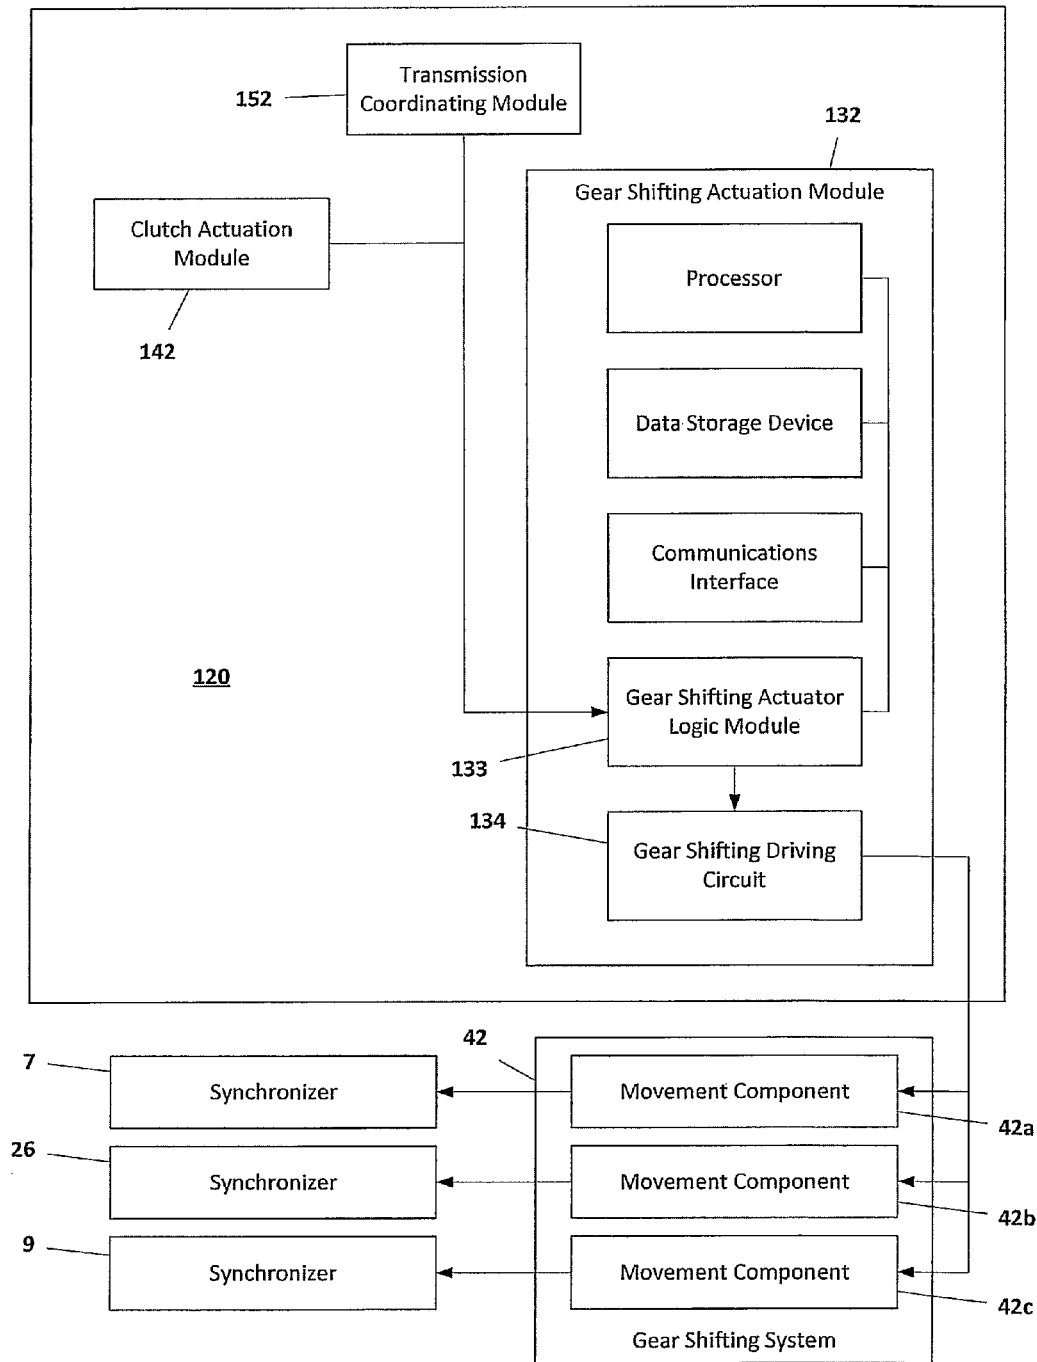 Transmission
Coordinating Module
152
132
Gear Shifting Actuation Module
Clutch Actuation
Module
142
Processor
Data Storage Device
Communications
Interface
120
Gear Shifting Actuator
Logic Module
133
134
Gear Shifting Driving
Circuit
42
7
Synchronizer
Movement Component
42a
26
Synchronizer
Movement Component
42b
9
Synchronizer
Movement Component
42c
Gear Shifting System